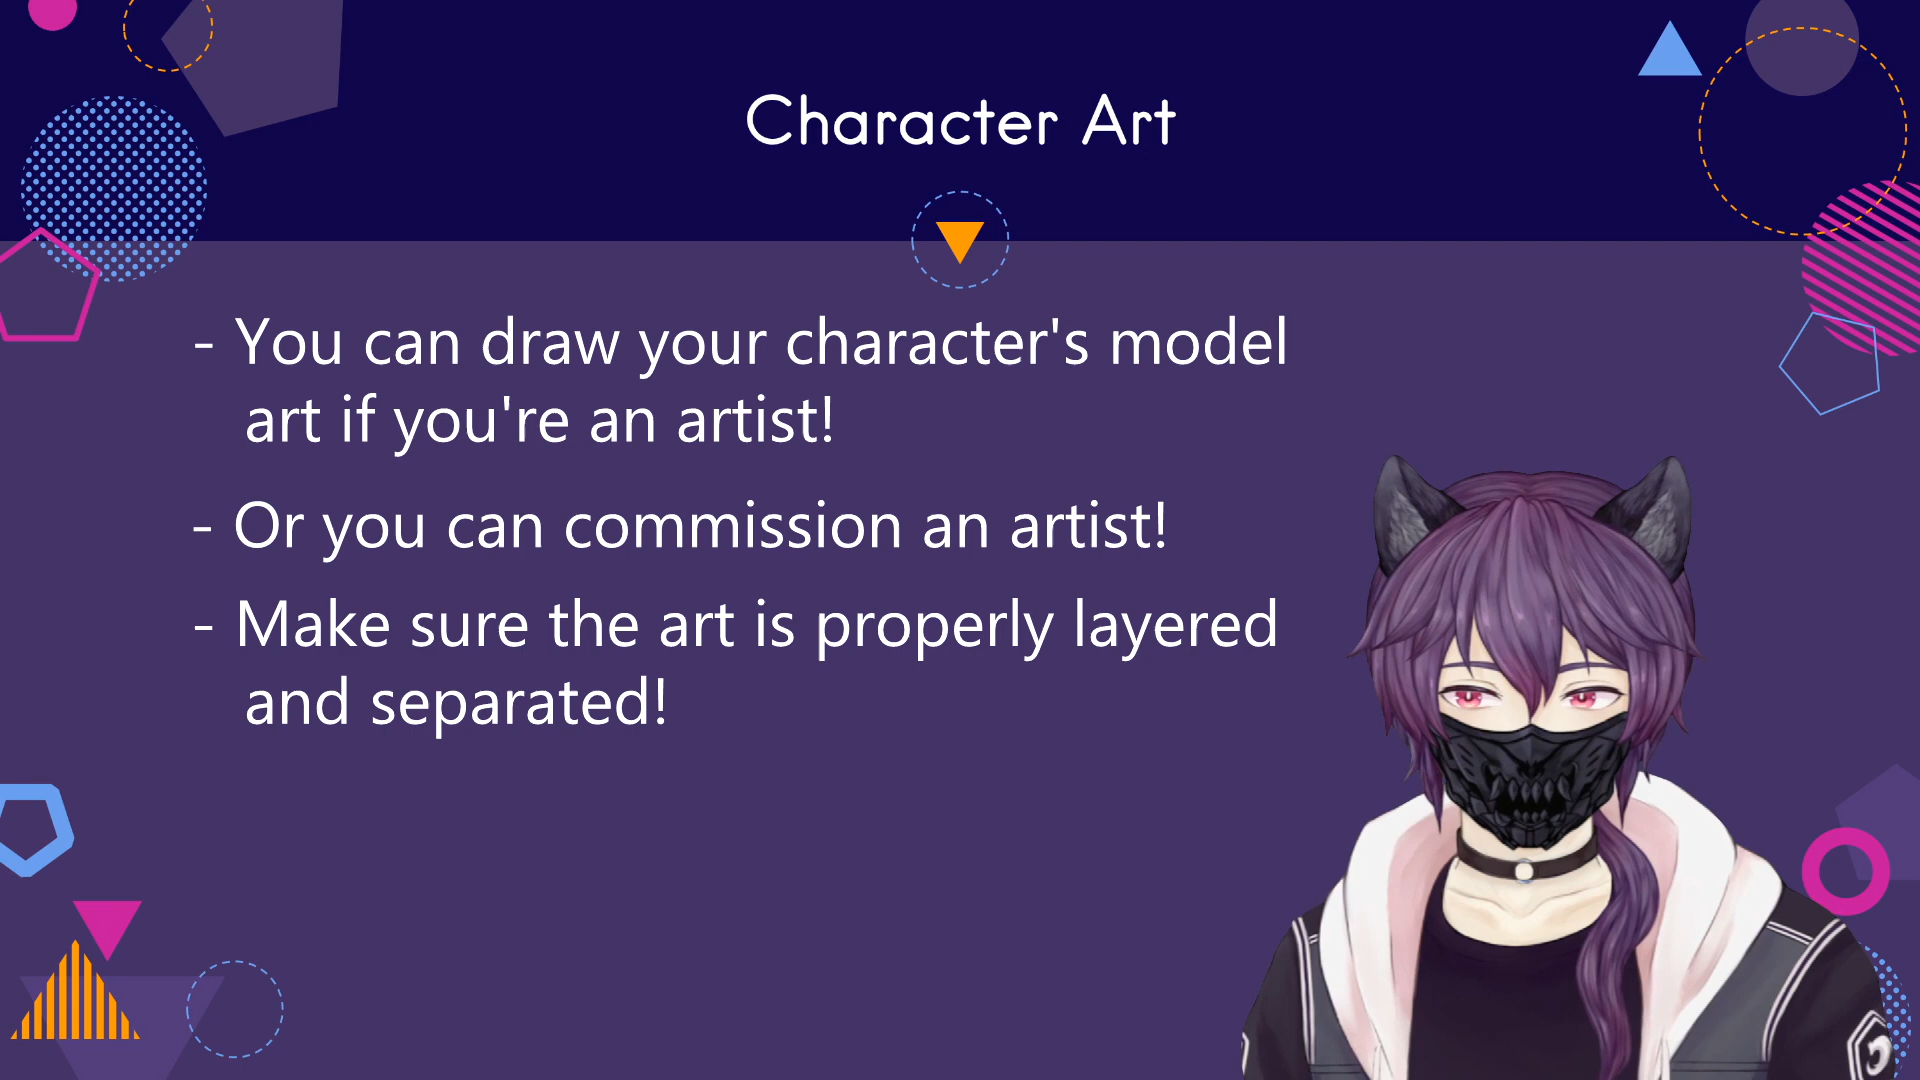 Character Art
- You can draw your character's model
art if you're an artist!
- Or you can commission an artist!
- Make sure the art is properly layered
and separated!